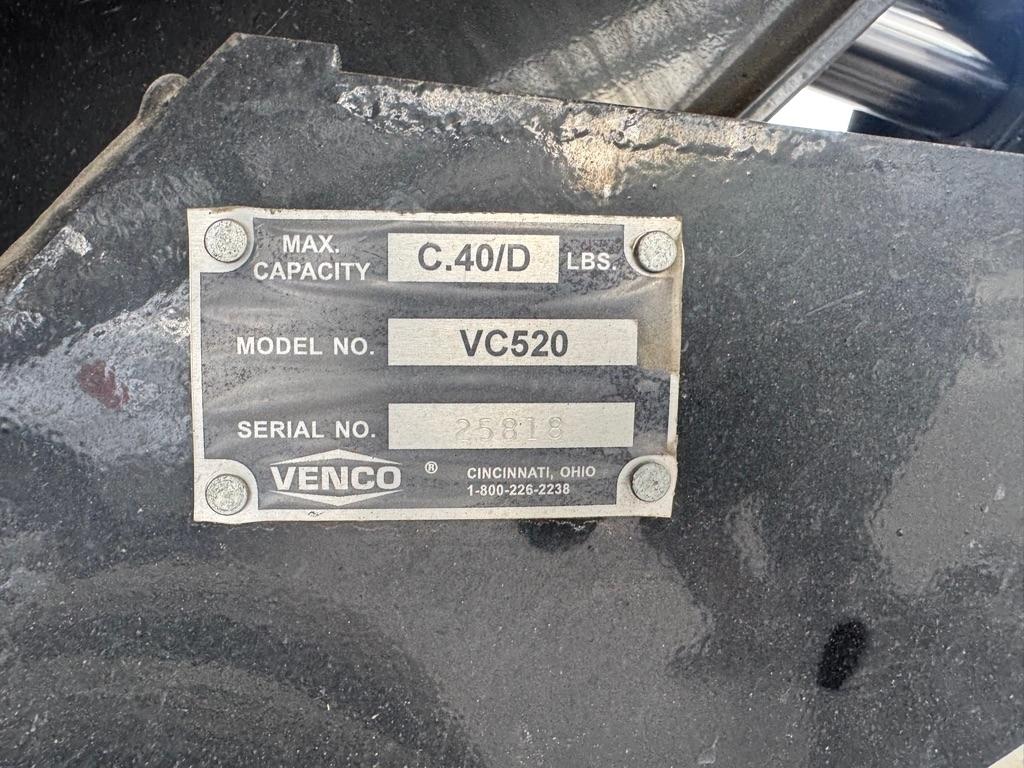 MAX.
CAPACITY C.40/D LBS.
MODEL NO. VC520
SERIAL NO. 25818
VENCO ® CINCINNATI, OHIO
1-800-226-2238